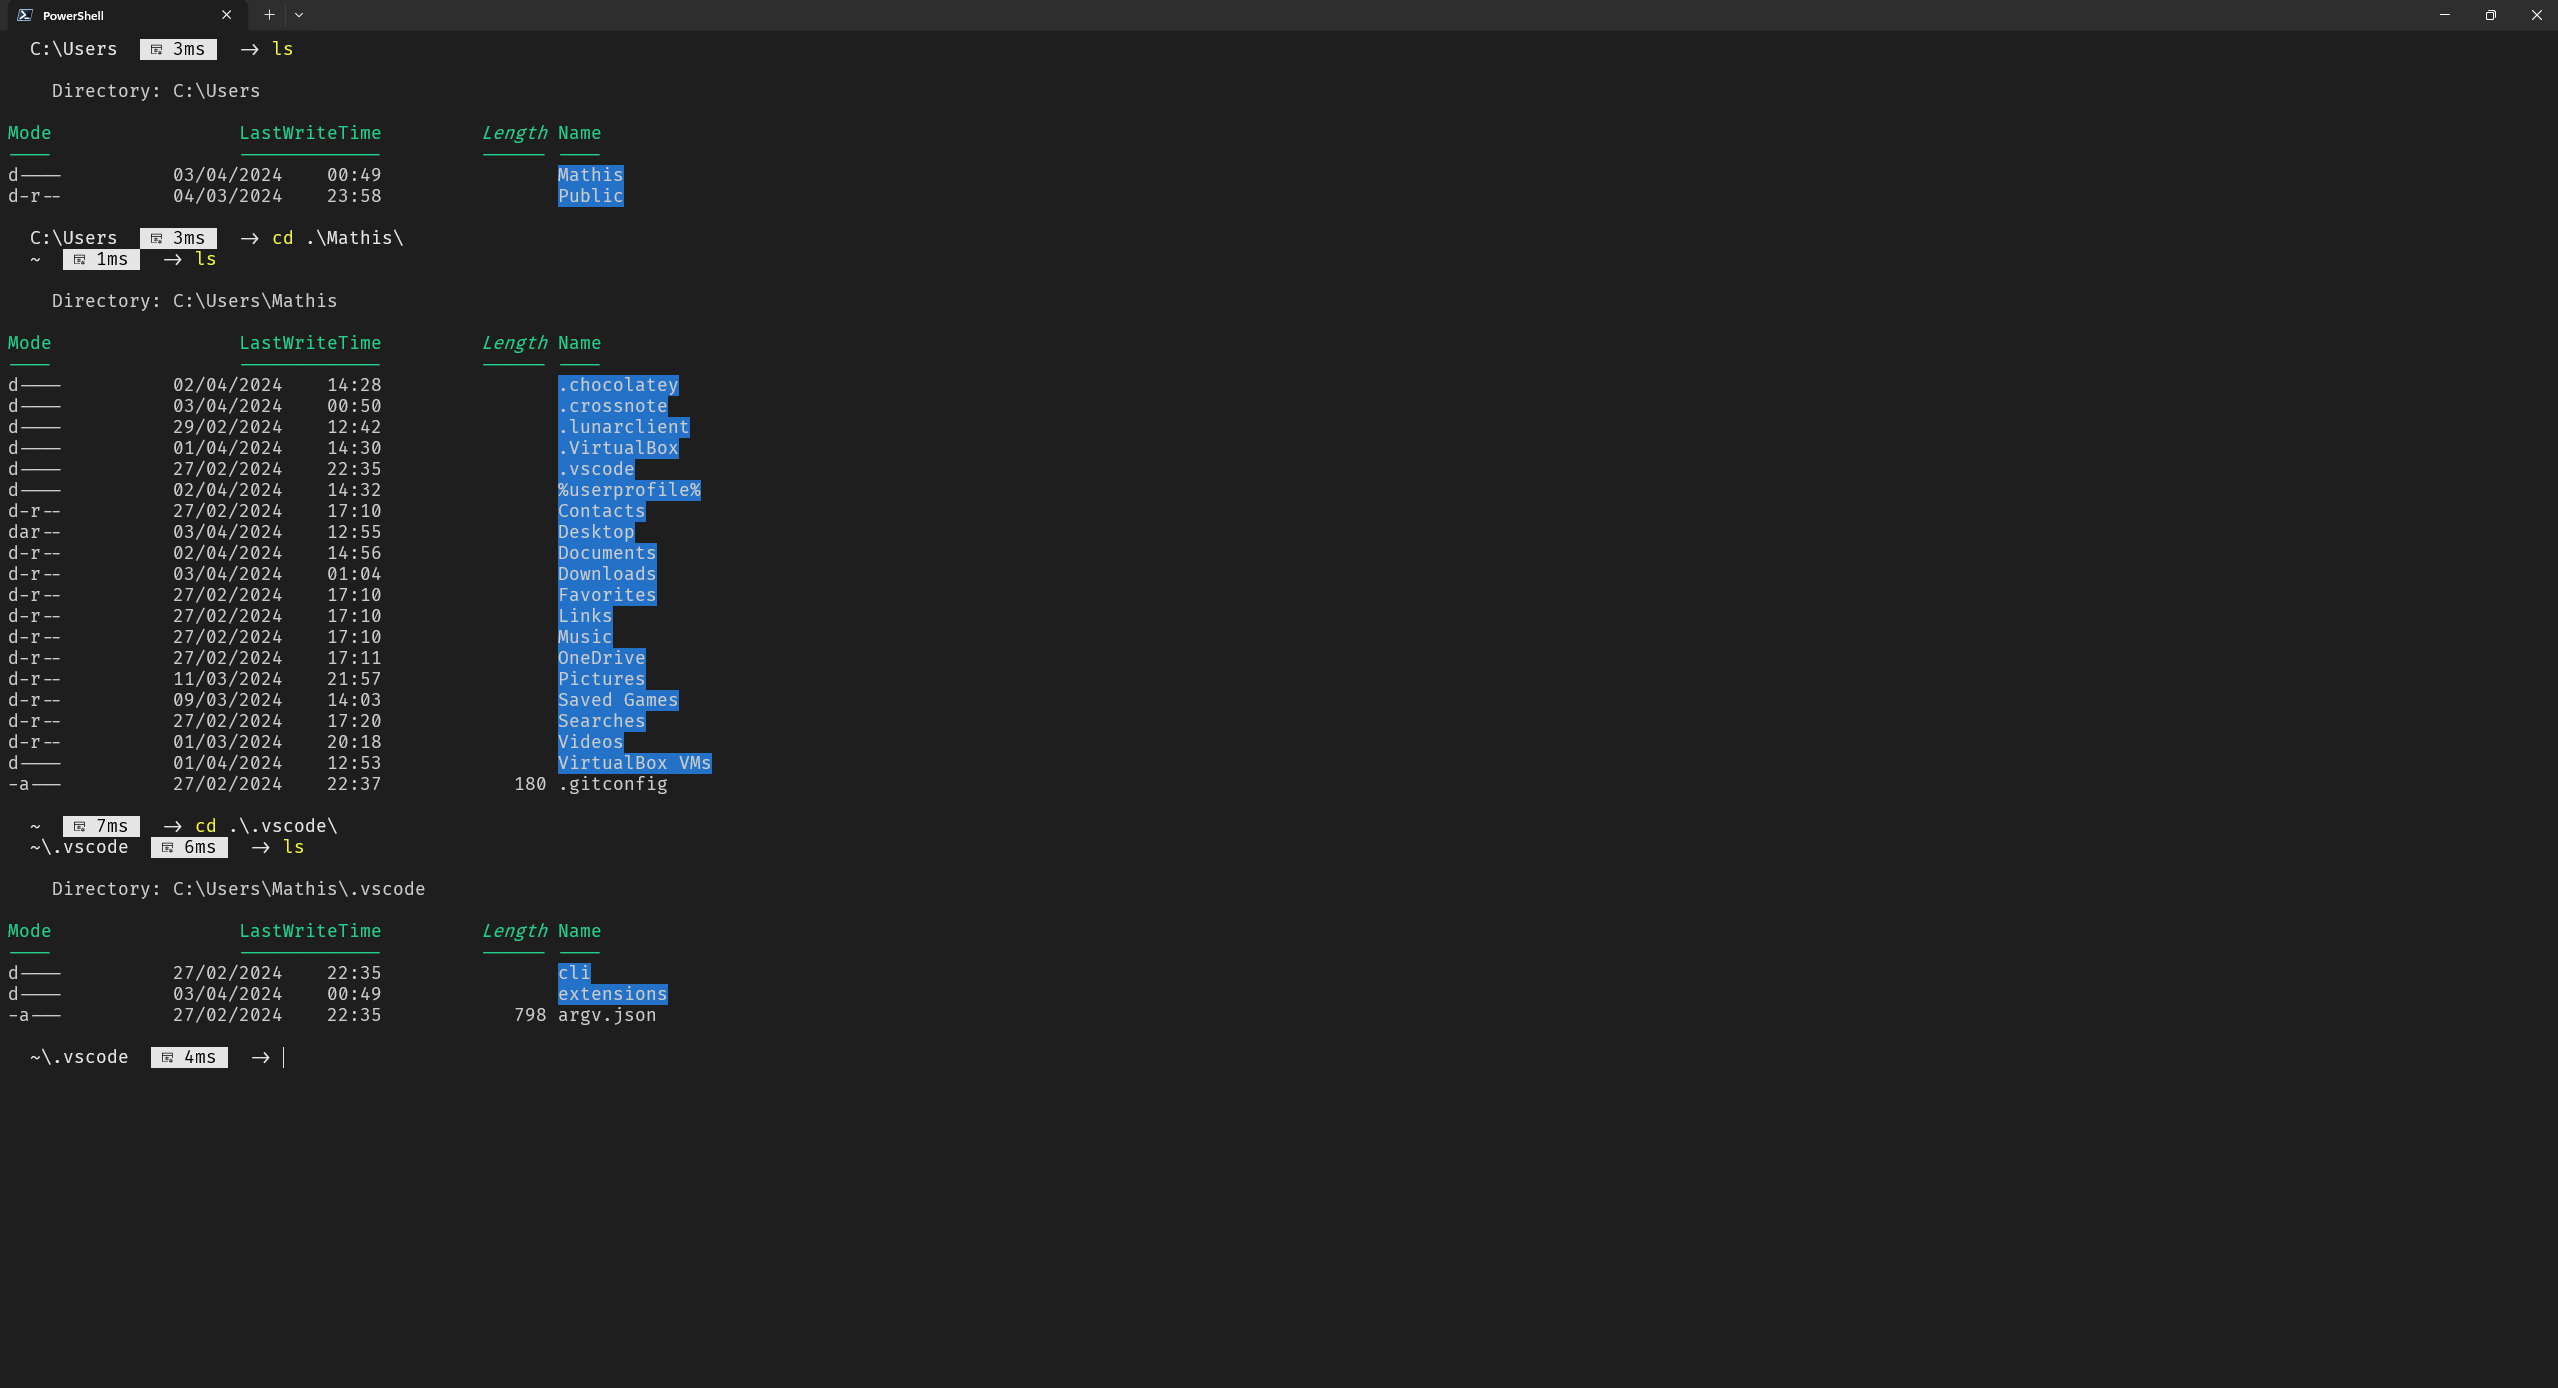 PowerShell
C:\Users 3ms → ls
Directory: C:\Users
Mode LastWriteTime Length Name
---- ------------- ------ ----
d---- 03/04/2024 00:49 Mathis
d-r-- 04/03/2024 23:58 Public
C:\Users 3ms → cd .\Mathis\
~ 1ms → ls
Directory: C:\Users\Mathis
Mode LastWriteTime Length Name
---- ------------- ------ ----
d---- 02/04/2024 14:28 .chocolatey
d---- 03/04/2024 00:50 .crossnote
d---- 29/02/2024 12:42 .lunarclient
d---- 01/04/2024 14:30 .VirtualBox
d---- 27/02/2024 22:35 .vscode
d---- 02/04/2024 14:32 %userprofile%
d-r-- 27/02/2024 17:10 Contacts
dar-- 03/04/2024 12:55 Desktop
d-r-- 02/04/2024 14:56 Documents
d-r-- 03/04/2024 01:04 Downloads
d-r-- 27/02/2024 17:10 Favorites
d-r-- 27/02/2024 17:10 Links
d-r-- 27/02/2024 17:10 Music
d-r-- 27/02/2024 17:11 OneDrive
d-r-- 11/03/2024 21:57 Pictures
d-r-- 09/03/2024 14:03 Saved Games
d-r-- 27/02/2024 17:20 Searches
d-r-- 01/03/2024 20:18 Videos
d---- 01/04/2024 12:53 VirtualBox VMs
-a--- 27/02/2024 22:37 180 .gitconfig
~ 7ms → cd .\.vscode\
~\.vscode 6ms → ls
Directory: C:\Users\Mathis\.vscode
Mode LastWriteTime Length Name
---- ------------- ------ ----
d---- 27/02/2024 22:35 cli
d---- 03/04/2024 00:49 extensions
-a--- 27/02/2024 22:35 798 argv.json
~\.vscode 4ms →